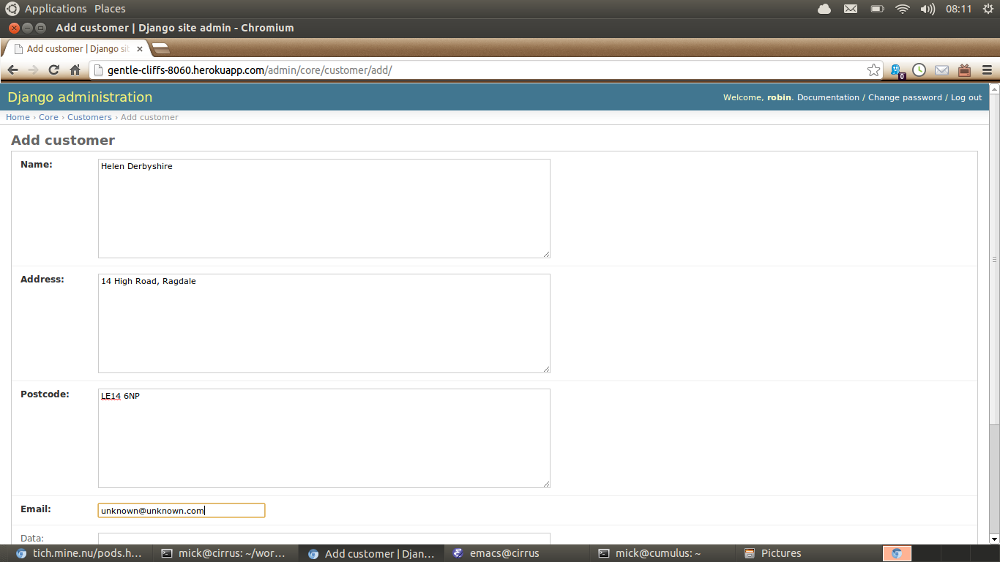 Applications Places 08:11
Add customer | Django site admin - Chromium
Add customer | Django sit
gentle-cliffs-8060.herokuapp.com/admin/core/customer/add/
Django administration
Welcome, robin. Documentation / Change password / Log out
Home › Core › Customers › Add customer
Add customer
Name:
Helen Derbyshire
Address:
14 High Road, Ragdale
Postcode:
LE14 6NP
Email:
unknown@unknown.com
Data:
tich.mine.nu/pods.h... mick@cirrus: ~/wor... Add customer | Djan... emacs@cirrus mick@cumulus: ~ Pictures